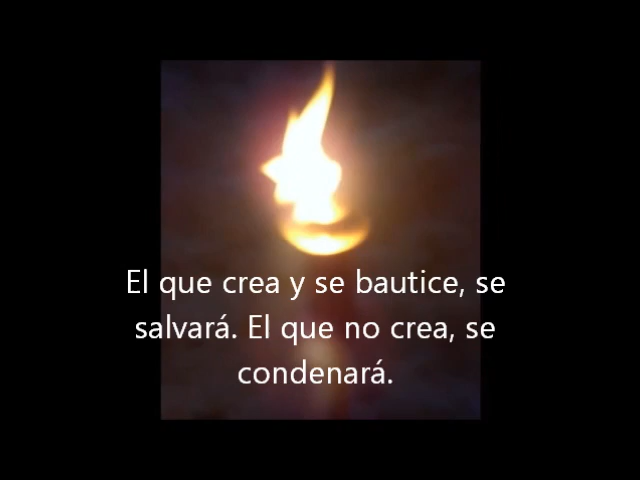 El que crea y se bautice, se
salvará. El que no crea, se
condenará.